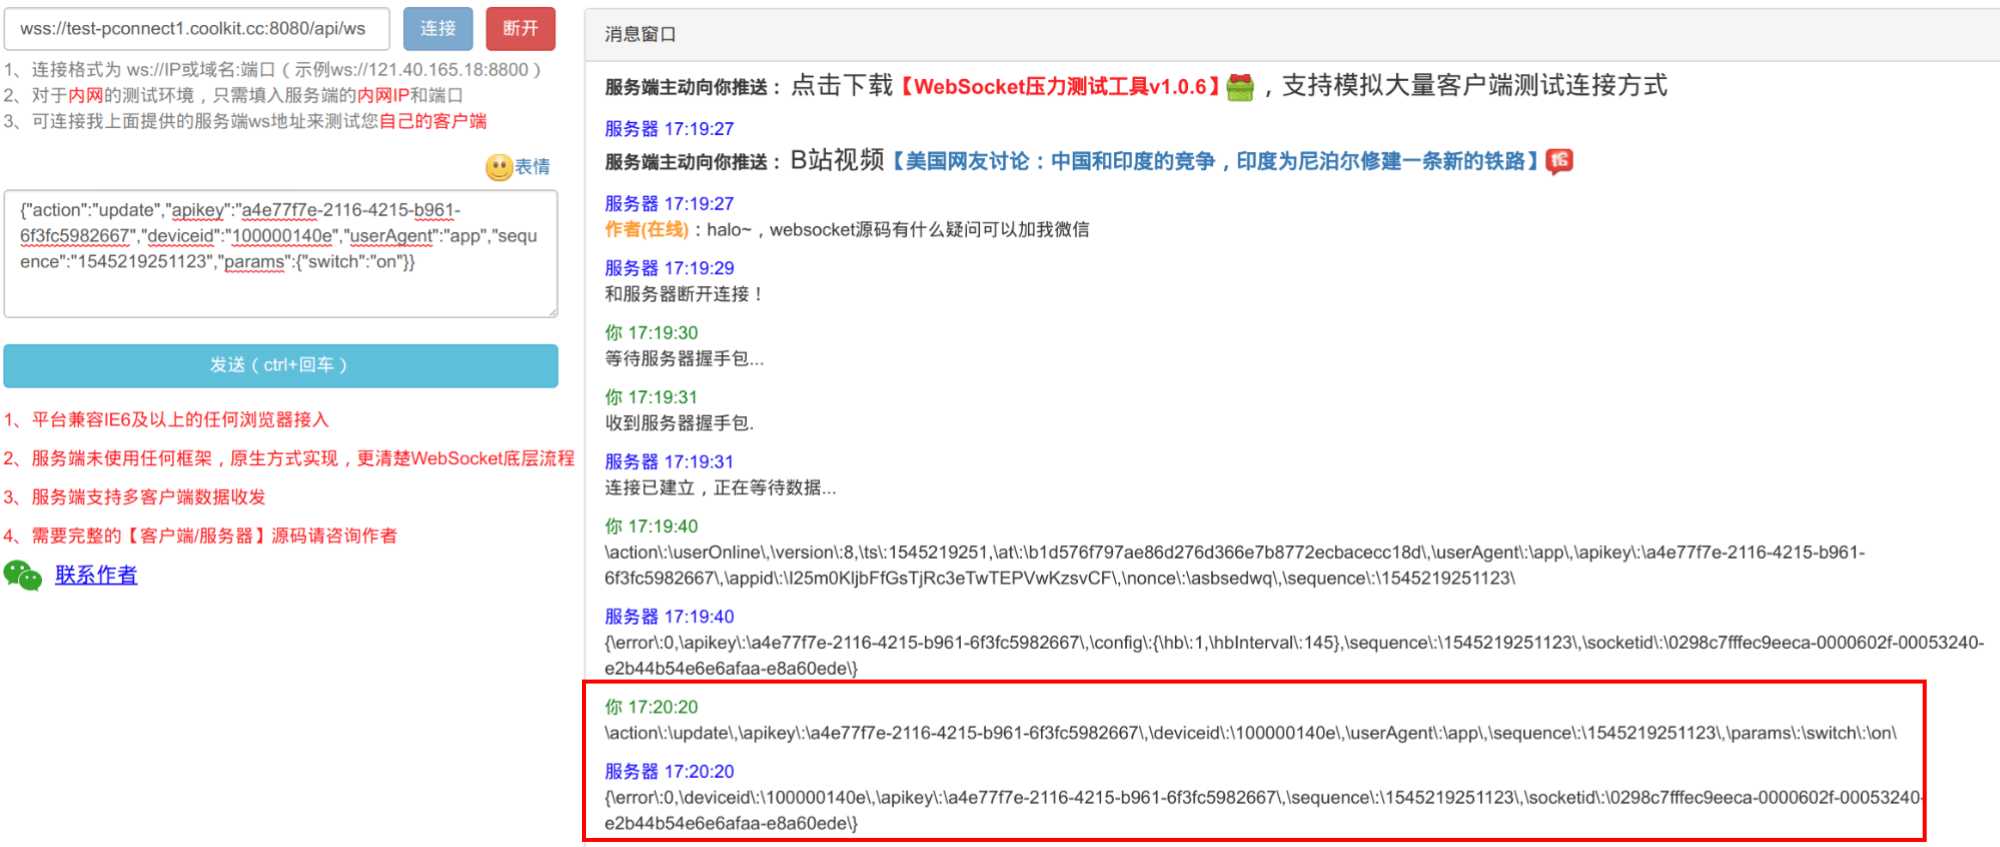 wss://test-pconnect1.coolkit.cc:8080/api/ws
连接
断开
1、连接格式为 ws://IP或域名:端口（示例ws://121.40.165.18:8800）
2、对于内网的测试环境，只需填入服务端的内网IP和端口
3、可连接我上面提供的服务端ws地址来测试您自己的客户端
表情
{"action":"update","apikey":"a4e77f7e-2116-4215-b961-
6f3fc5982667","deviceid":"100000140e","userAgent":"app","sequ
ence":"1545219251123","params":{"switch":"on"}}
发送（ctrl+回车）
1、平台兼容IE6及以上的任何浏览器接入
2、服务端未使用任何框架，原生方式实现，更清楚WebSocket底层流程
3、服务端支持多客户端数据收发
4、需要完整的【客户端/服务器】源码请咨询作者
联系作者
消息窗口
服务端主动向你推送：点击下载【WebSocket压力测试工具v1.0.6】，支持模拟大量客户端测试连接方式
服务器 17:19:27
服务端主动向你推送：B站视频【美国网友讨论：中国和印度的竞争，印度为尼泊尔修建一条新的铁路】
服务器 17:19:27
作者(在线)：halo~，websocket源码有什么疑问可以加我微信
服务器 17:19:29
和服务器断开连接！
你 17:19:30
等待服务器握手包...
你 17:19:31
收到服务器握手包.
服务器 17:19:31
连接已建立，正在等待数据...
你 17:19:40
\action\:\userOnline\,\version\:8,\ts\:1545219251,\at\:\b1d576f797ae86d276d366e7b8772ecbacecc18d\,\userAgent\:\app\,\apikey\:\a4e77f7e-2116-4215-b961-
6f3fc5982667\,\appid\:\I25m0KljbFfGsTjRc3eTwTEPVwKzsvCF\,\nonce\:\asbsedwq\,\sequence\:\1545219251123\
服务器 17:19:40
{\error\:0,\apikey\:\a4e77f7e-2116-4215-b961-6f3fc5982667\,\config\:{\hb\:1,\hbInterval\:145},\sequence\:\1545219251123\,\socketid\:\0298c7fffec9eeca-0000602f-00053240-
e2b44b54e6e6afaa-e8a60ede\}
你 17:20:20
\action\:\update\,\apikey\:\a4e77f7e-2116-4215-b961-6f3fc5982667\,\deviceid\:\100000140e\,\userAgent\:\app\,\sequence\:\1545219251123\,\params\:\switch\:\on\
服务器 17:20:20
{\error\:0,\deviceid\:\100000140e\,\apikey\:\a4e77f7e-2116-4215-b961-6f3fc5982667\,\sequence\:\1545219251123\,\socketid\:\0298c7fffec9eeca-0000602f-00053240-
e2b44b54e6e6afaa-e8a60ede\}